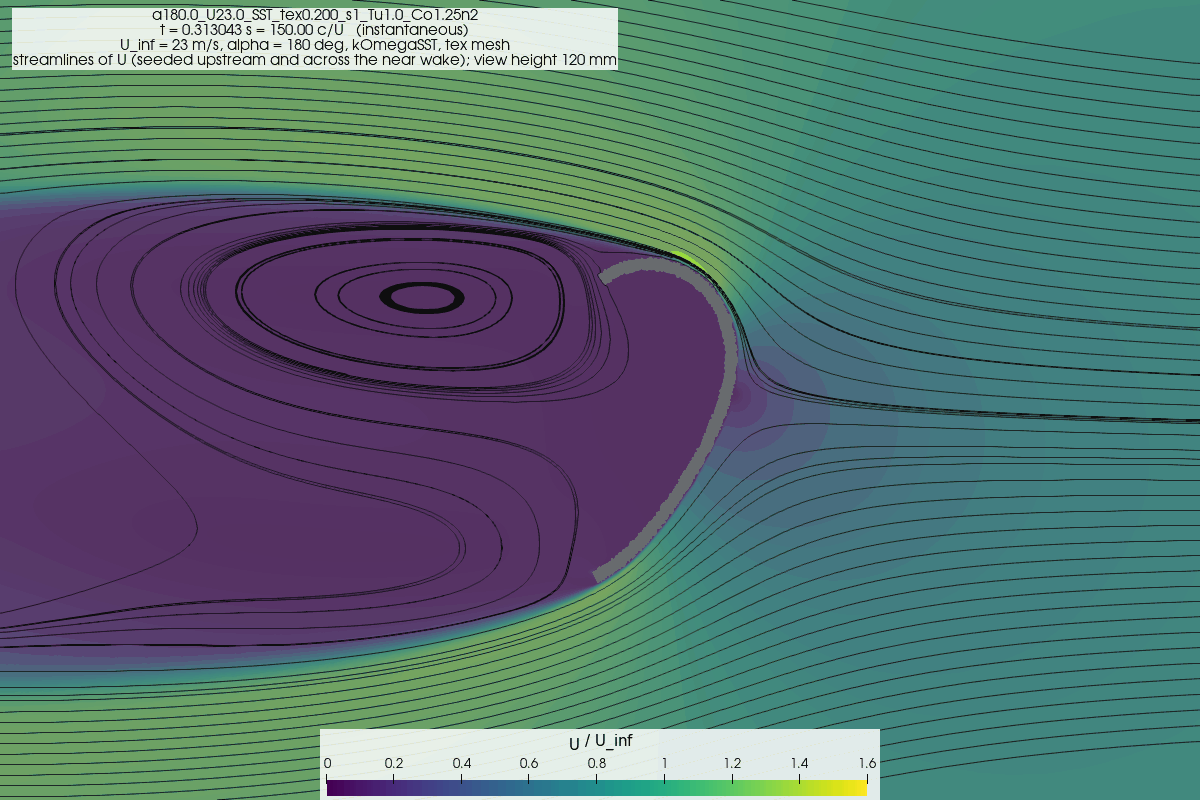 a180.0_U23.0_SST_tex0.200_s1_Tu1.0_Co1.25n2
t = 0.313043 s = 150.00 c/U (instantaneous)
U_inf = 23 m/s, alpha = 180 deg, kOmegaSST, tex mesh
streamlines of U (seeded upstream and across the near wake); view height 120 mm
U / U_inf
0 0.2 0.4 0.6 0.8 1 1.2 1.4 1.6